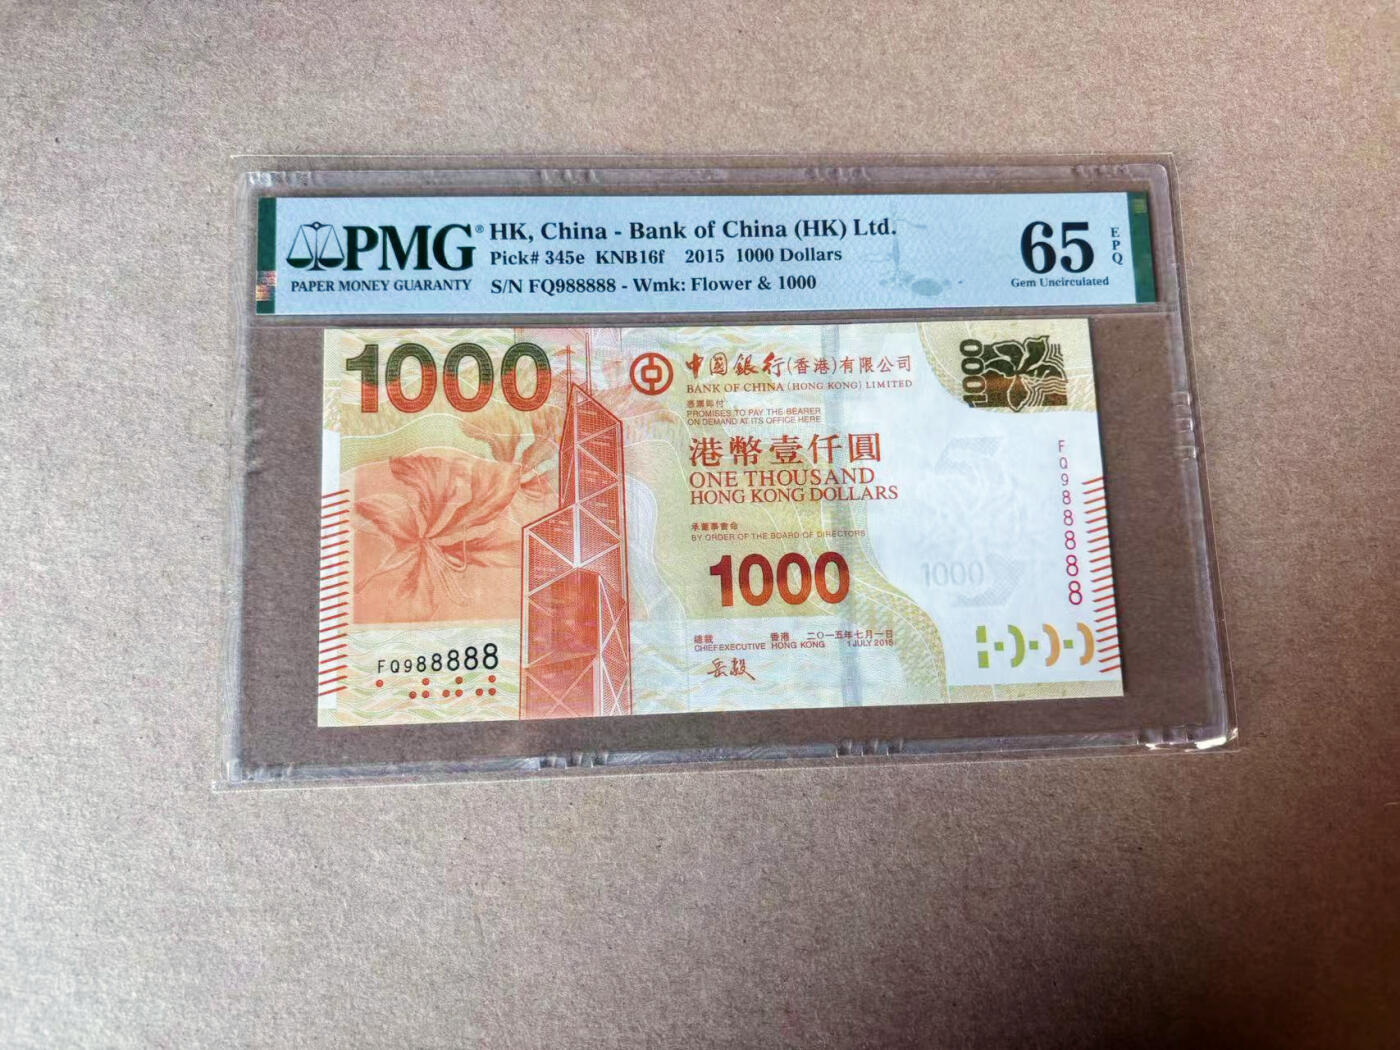 PMG®
PAPER MONEY GUARANTY
HK, China - Bank of China (HK) Ltd.
Pick# 345e KNB16f 2015 1000 Dollars
S/N FQ988888 - Wmk: Flower & 1000
65
EPQ
Gem Uncirculated
1000
中國銀行(香港)有限公司
BANK OF CHINA (HONG KONG) LIMITED
憑票即付
PROMISES TO PAY THE BEARER
ON DEMAND AT ITS OFFICE HERE
港幣壹仟圓
ONE THOUSAND
HONG KONG DOLLARS
承董事會命
BY ORDER OF THE BOARD OF DIRECTORS
1000
總裁 香港 二〇一五年七月一日
CHIEF EXECUTIVE HONG KONG 1 JULY 2015
岳毅
1000
FQ988888
1000
FQ988888